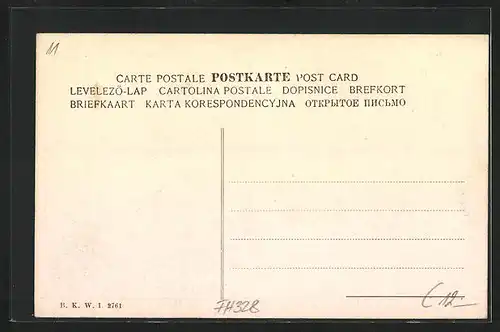 11
CARTE POSTALE POSTKARTE POST CARD
LEVELEZŐ-LAP CARTOLINA POSTALE DOPISNICE BREFKORT
BRIEFKAART KARTA KORESPONDENCYJNA ОТКРЫТОЕ ПИСЬМО
B. K. W. I. 2761
FH328
(12.-